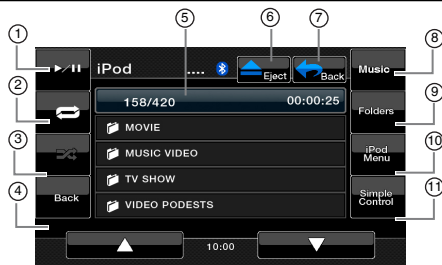 ⑤ ⑥ ⑦
① ⑧
iPod .... Eject Back Music
②
158/420 00:00:25
⑨
Folders
MOVIE
③
MUSIC VIDEO
⑩
iPod Menu
TV SHOW
④
Back
VIDEO PODESTS
Simple Control
⑪
10:00